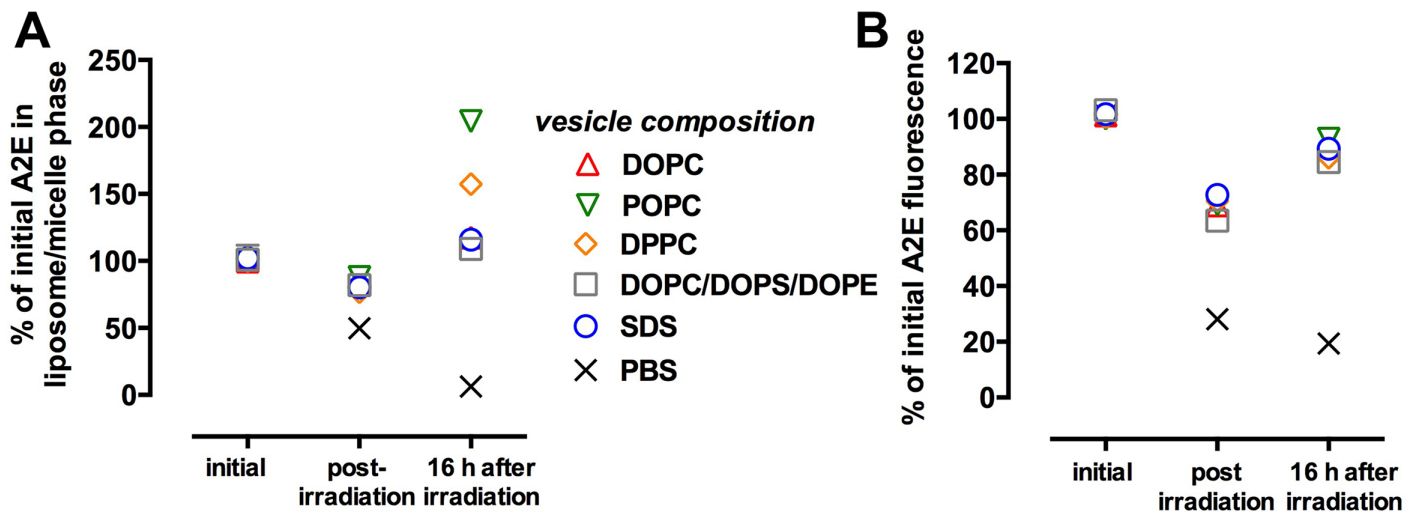 A
% of initial A2E in
liposome/micelle phase
250
200
150
100
50
0
initial
post-
irradiation
16 h after
irradiation
vesicle composition
DOPC
POPC
DPPC
DOPC/DOPS/DOPE
SDS
PBS
B
% of initial A2E fluorescence
120
100
80
60
40
20
0
initial
post
irradiation
16 h after
irradiation